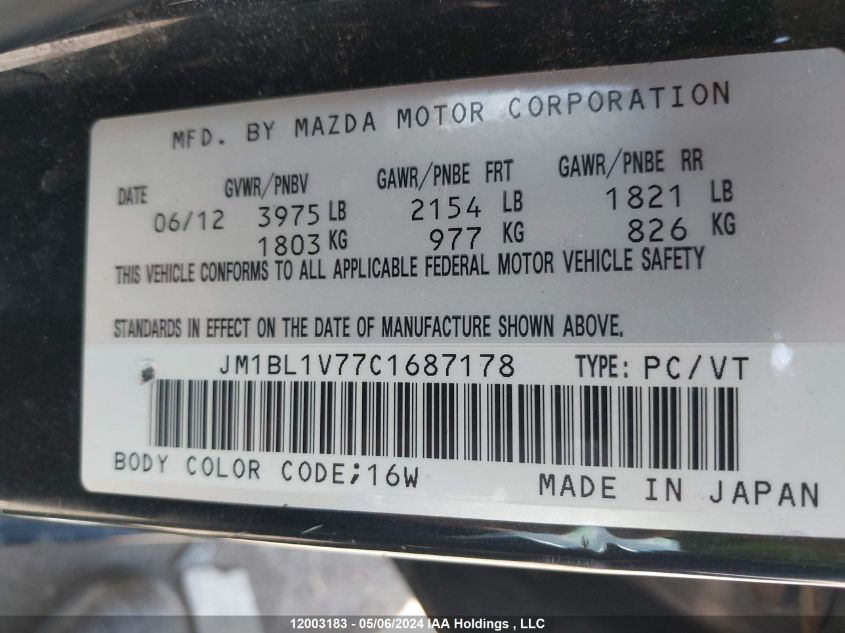 MFD. BY MAZDA MOTOR CORPORATION
DATE GVWR/PNBV GAWR/PNBE FRT GAWR/PNBE RR
06/12 3975 LB 2154 LB 1821 LB
1803 KG 977 KG 826 KG
THIS VEHICLE CONFORMS TO ALL APPLICABLE FEDERAL MOTOR VEHICLE SAFETY
STANDARDS IN EFFECT ON THE DATE OF MANUFACTURE SHOWN ABOVE.
JM1BL1V77C1687178 TYPE: PC/VT
BODY COLOR CODE;16W MADE IN JAPAN
12003183 - 05/06/2024 IAA Holdings , LLC